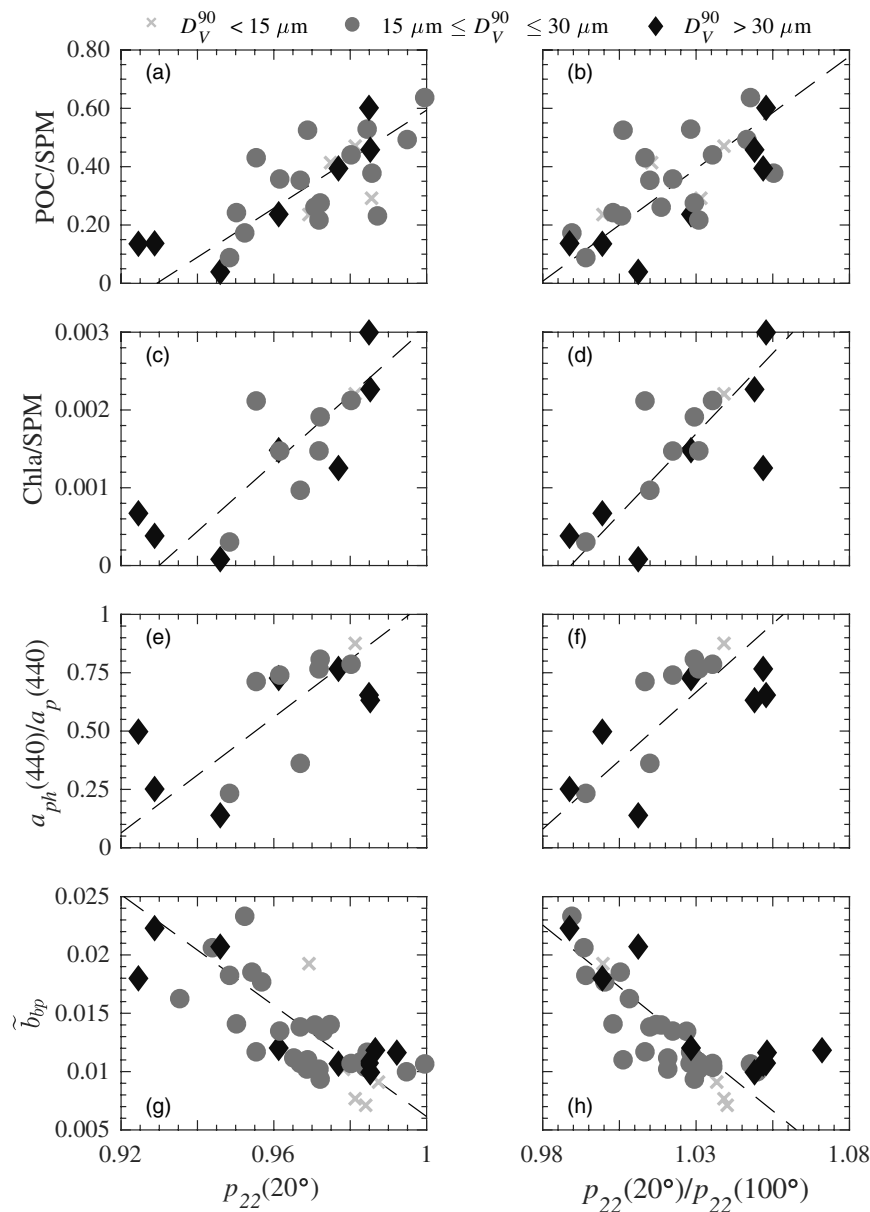 × D_V^90 < 15 μm ● 15 μm ≤ D_V^90 ≤ 30 μm ◆ D_V^90 > 30 μm
(a) (b)
0.80
0.60
0.40
0.20
0
POC/SPM
(c) (d)
0.003
0.002
0.001
0
Chla/SPM
(e) (f)
1
0.75
0.50
0.25
0
a_ph(440)/a_p(440)
0.025
0.020
0.015
0.010
0.005
b̃_bp
(g) (h)
0.92 0.96 1 0.98 1.03 1.08
p_22(20°) p_22(20°)/p_22(100°)